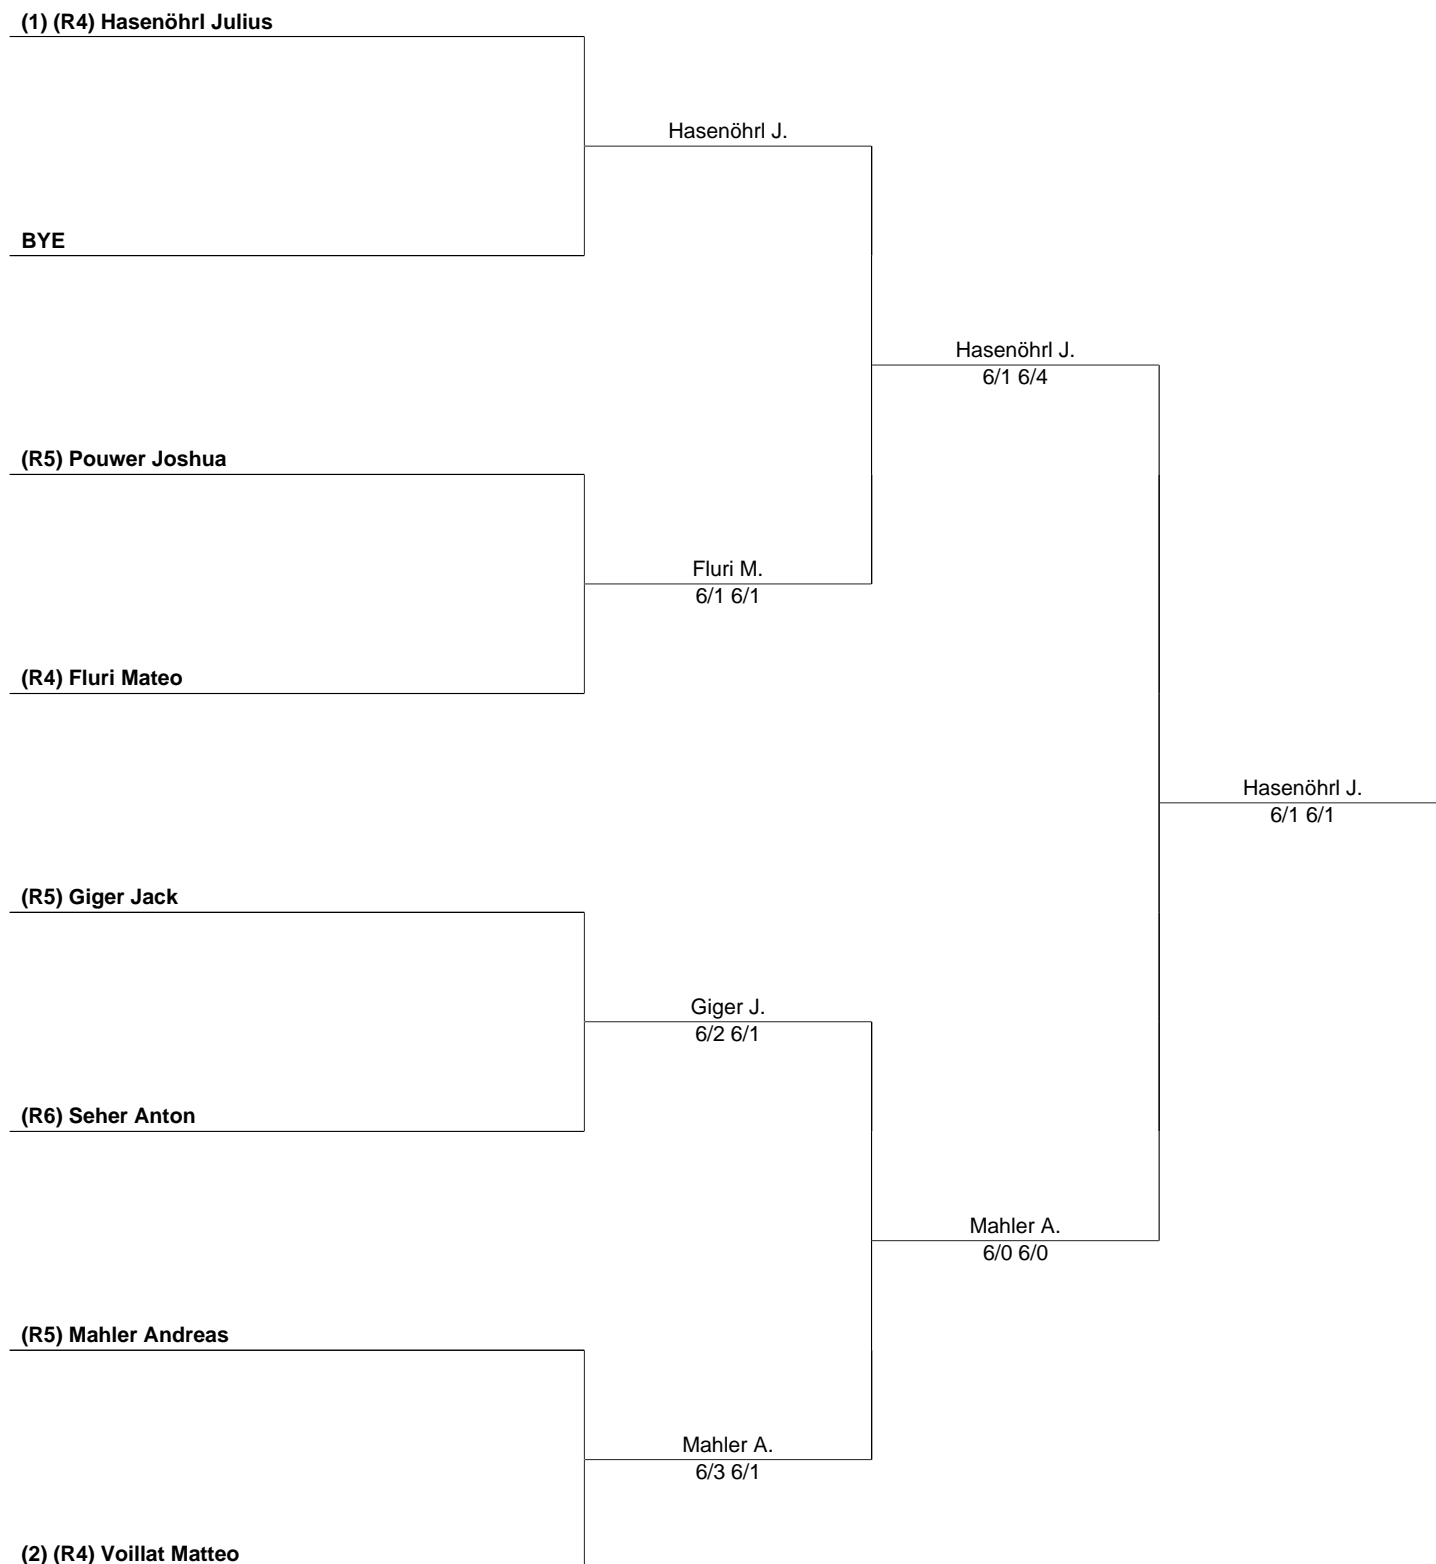 (1) (R4) Hasenöhrl Julius
Hasenöhrl J.
BYE
Hasenöhrl J.
6/1 6/4
(R5) Pouwer Joshua
Fluri M.
6/1 6/1
(R4) Fluri Mateo
Hasenöhrl J.
6/1 6/1
(R5) Giger Jack
Giger J.
6/2 6/1
(R6) Seher Anton
Mahler A.
6/0 6/0
(R5) Mahler Andreas
Mahler A.
6/3 6/1
(2) (R4) Voillat Matteo